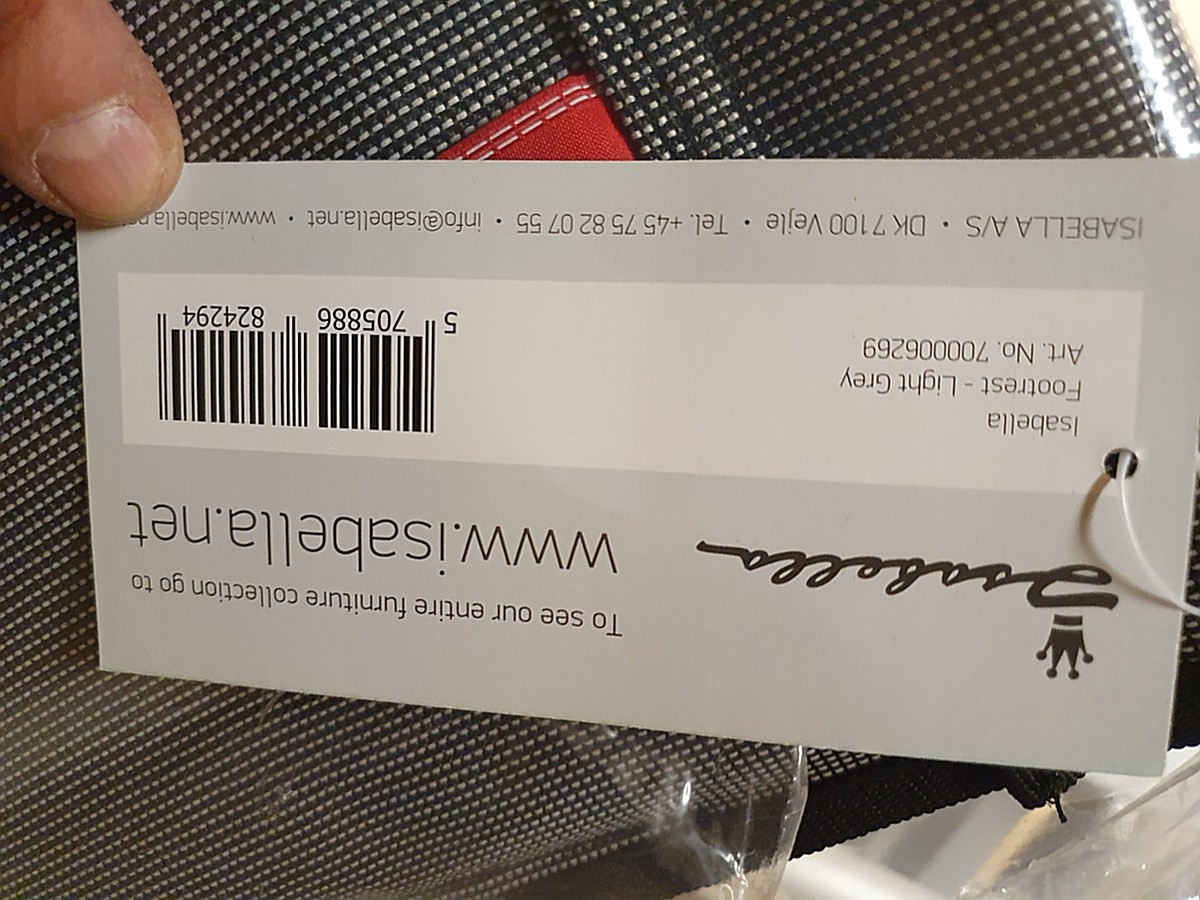 Isabella
To see our entire furniture collection go to
www.isabella.net
Isabella
Footrest - Light Grey
Art. No. 700006269
5 705886 824294
ISABELLA A/S • DK 7100 Vejle • Tel. +45 75 82 07 55 • info@isabella.net • www.isabella.net